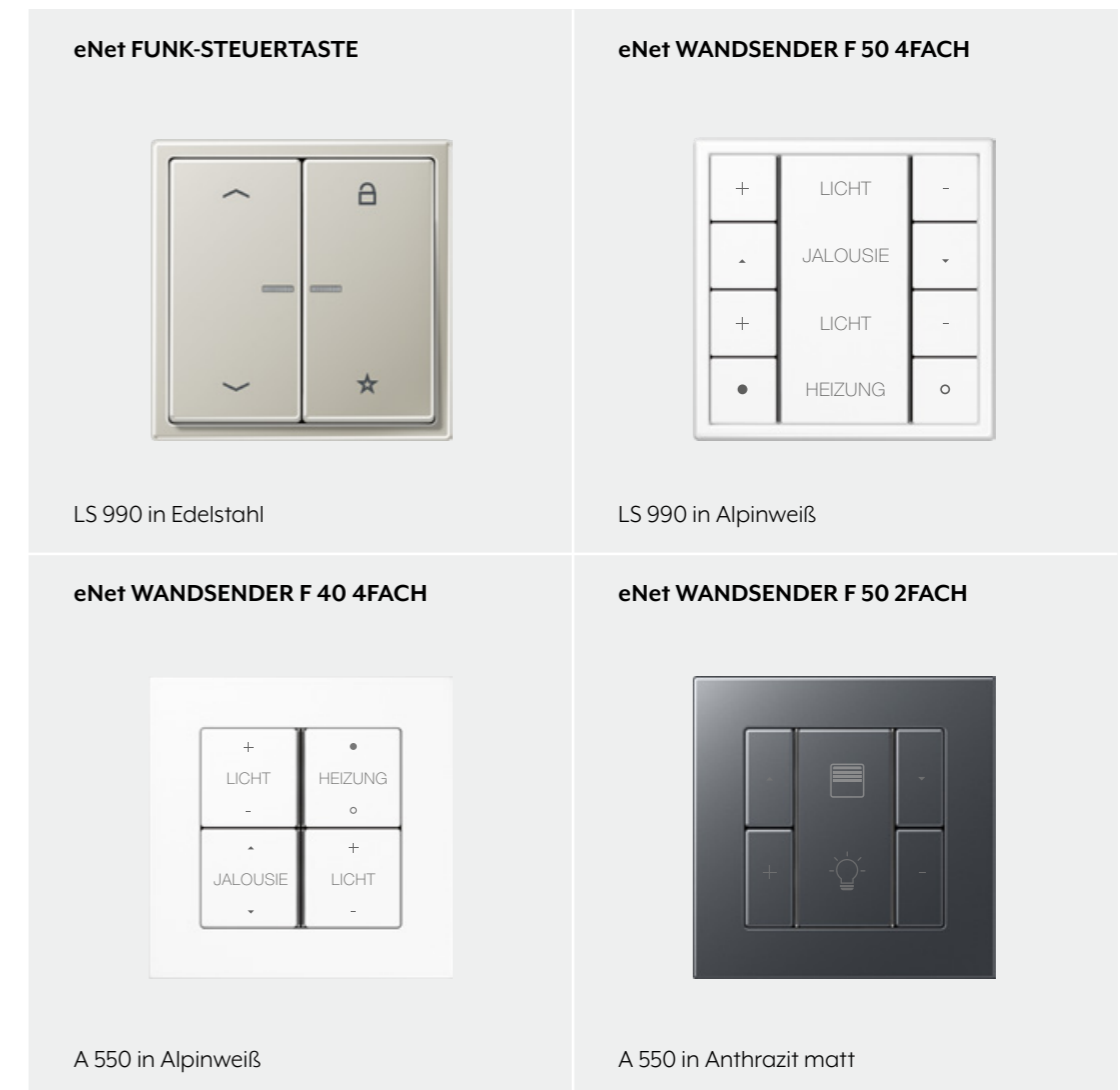 eNet FUNK-STEUERTASTE
LS 990 in Edelstahl
eNet WANDSENDER F 50 4FACH
+ LICHT -
JALOUSIE
+ LICHT -
HEIZUNG
LS 990 in Alpinweiß
eNet WANDSENDER F 40 4FACH
+
LICHT
-
HEIZUNG
JALOUSIE
+
LICHT
-
A 550 in Alpinweiß
eNet WANDSENDER F 50 2FACH
+ -
A 550 in Anthrazit matt